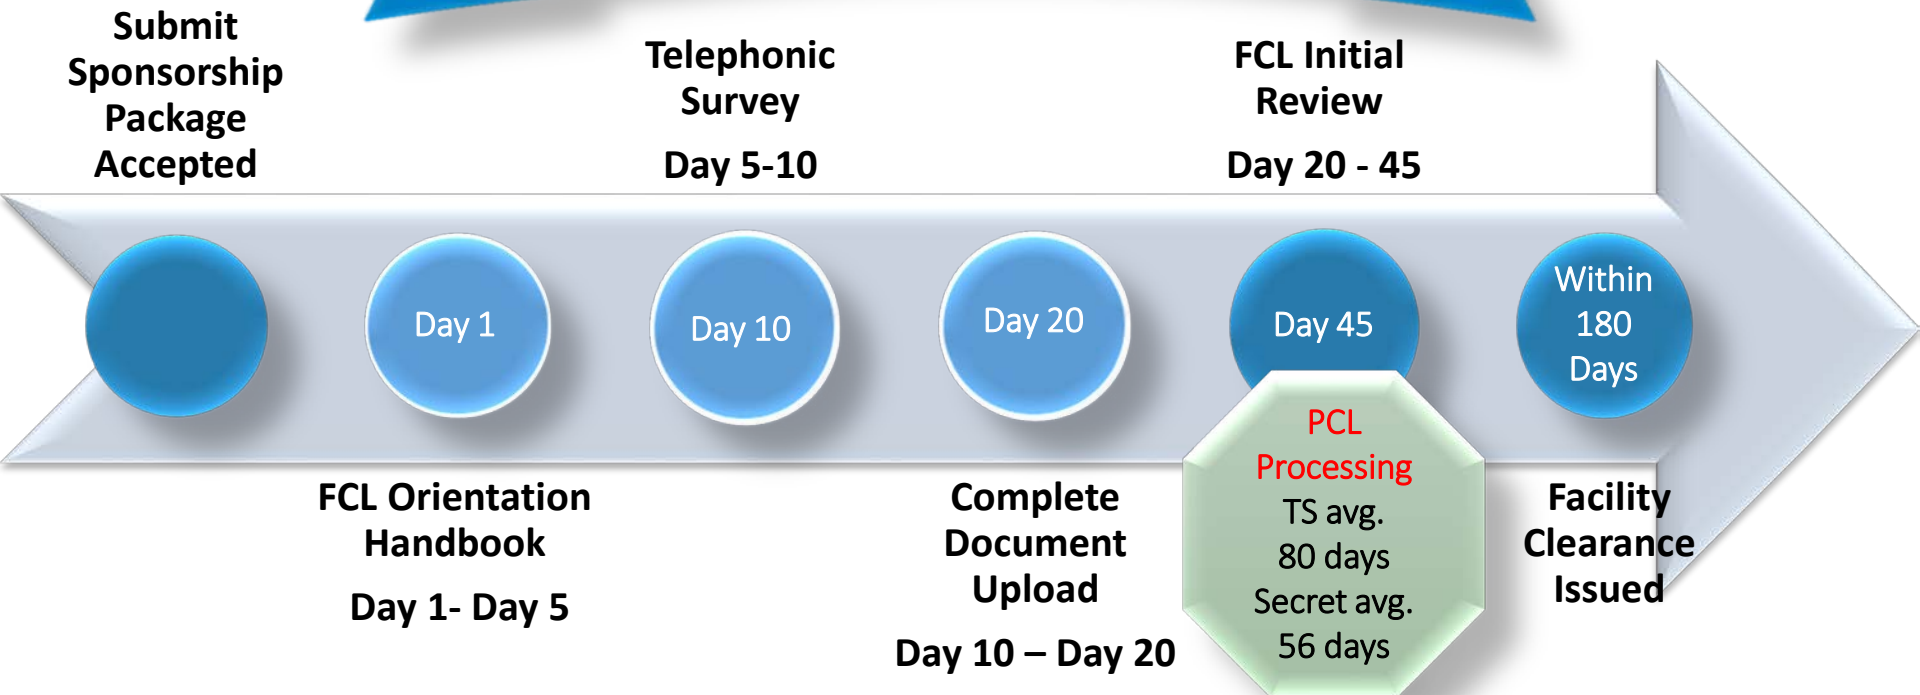 Submit
Sponsorship
Package
Accepted
Telephonic
Survey
Day 5-10
FCL Initial
Review
Day 20 - 45
Day 1
Day 10
Day 20
Day 45
Within
180
Days
FCL Orientation
Handbook
Day 1- Day 5
Complete
Document
Upload
Day 10 – Day 20
PCL
Processing
TS avg.
80 days
Secret avg.
56 days
Facility
Clearance
Issued